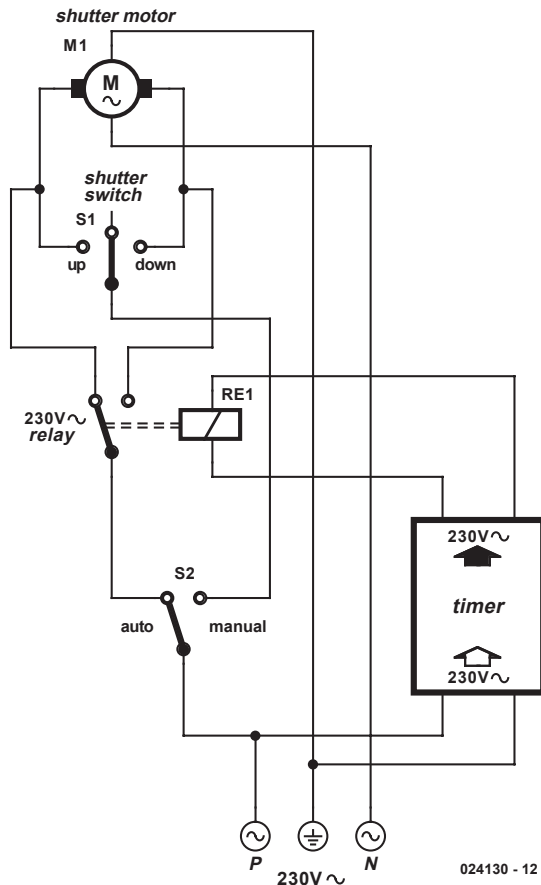 shutter motor
M1
M
shutter
switch
S1
up
down
230V
relay
RE1
230V
timer
230V
S2
auto
manual
P
230V
N
024130 - 12